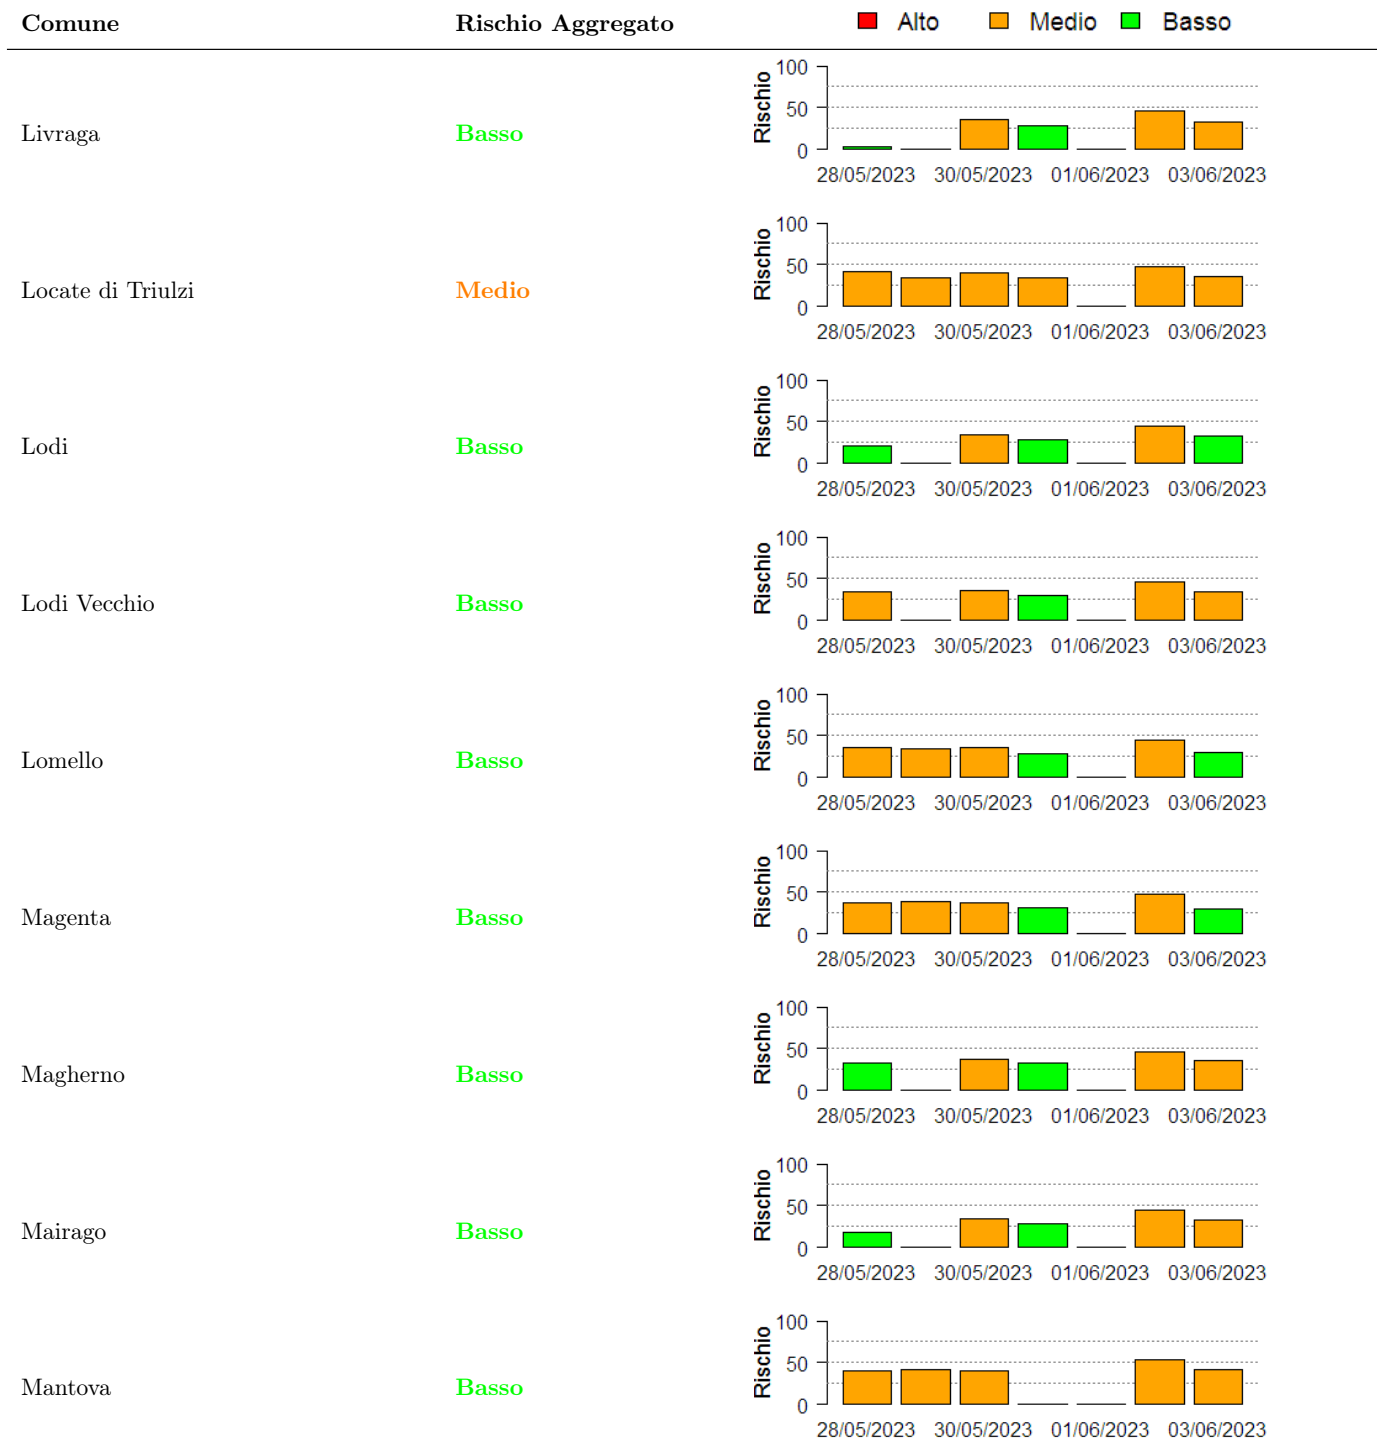 Comune Rischio Aggregato Alto Medio Basso
100
50
0
Rischio
Livraga Basso
28/05/2023 30/05/2023 01/06/2023 03/06/2023
100
50
0
Rischio
Locate di Triulzi Medio
28/05/2023 30/05/2023 01/06/2023 03/06/2023
100
50
0
Rischio
Lodi Basso
28/05/2023 30/05/2023 01/06/2023 03/06/2023
100
50
0
Rischio
Lodi Vecchio Basso
28/05/2023 30/05/2023 01/06/2023 03/06/2023
100
50
0
Rischio
Lomello Basso
28/05/2023 30/05/2023 01/06/2023 03/06/2023
100
50
0
Rischio
Magenta Basso
28/05/2023 30/05/2023 01/06/2023 03/06/2023
100
50
0
Rischio
Magherno Basso
28/05/2023 30/05/2023 01/06/2023 03/06/2023
100
50
0
Rischio
Mairago Basso
28/05/2023 30/05/2023 01/06/2023 03/06/2023
100
50
0
Rischio
Mantova Basso
28/05/2023 30/05/2023 01/06/2023 03/06/2023